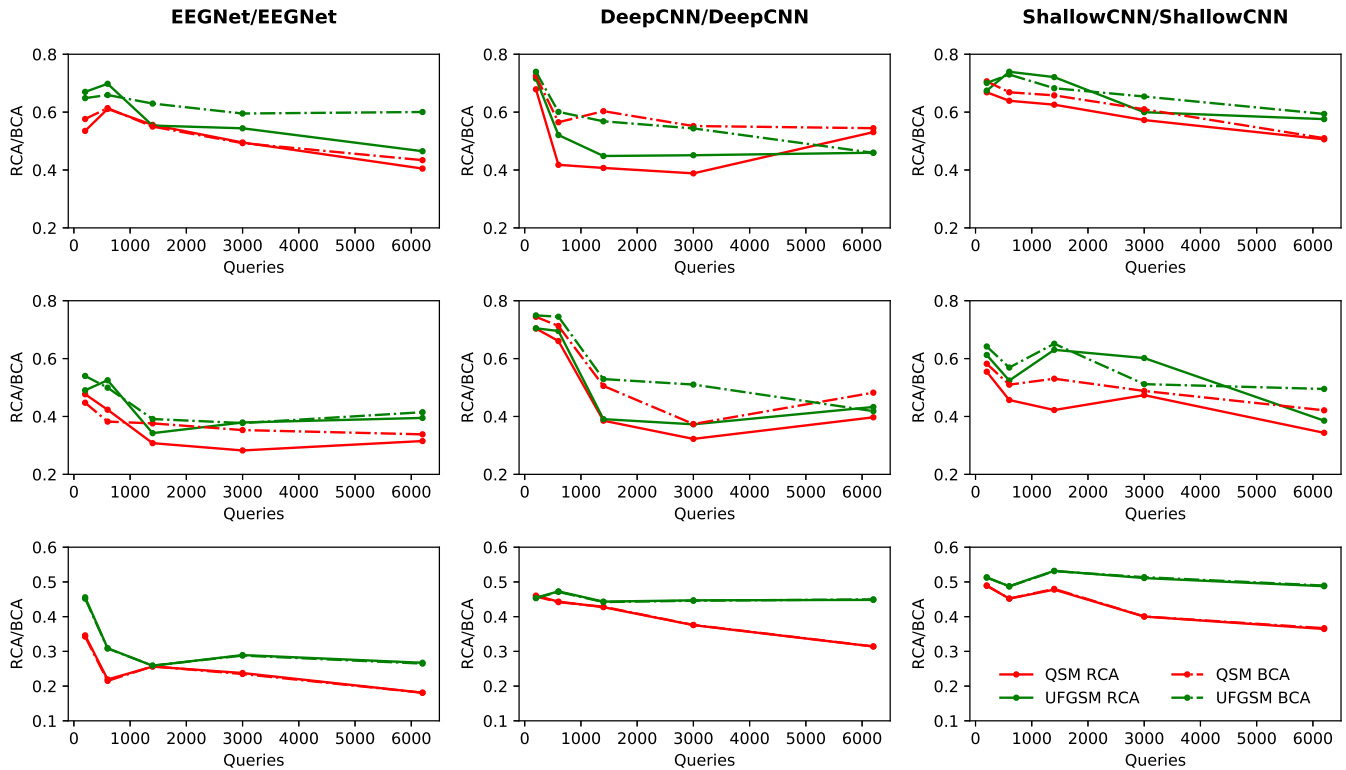 EEGNet/EEGNet DeepCNN/DeepCNN ShallowCNN/ShallowCNN
0.8 0.8 0.8
0.6 0.6 0.6
RCA/BCA RCA/BCA RCA/BCA
0.4 0.4 0.4
0.2 0.2 0.2
0 1000 2000 3000 4000 5000 6000 0 1000 2000 3000 4000 5000 6000 0 1000 2000 3000 4000 5000 6000
Queries Queries Queries
0.8 0.8 0.8
0.6 0.6 0.6
RCA/BCA RCA/BCA RCA/BCA
0.4 0.4 0.4
0.2 0.2 0.2
0 1000 2000 3000 4000 5000 6000 0 1000 2000 3000 4000 5000 6000 0 1000 2000 3000 4000 5000 6000
Queries Queries Queries
0.6 0.6 0.6
0.5 0.5 0.5
0.4 0.4 0.4
RCA/BCA RCA/BCA RCA/BCA
0.3 0.3 0.3
QSM RCA QSM BCA
0.2 0.2 0.2
UFGSM RCA UFGSM BCA
0.1 0.1 0.1
0 1000 2000 3000 4000 5000 6000 0 1000 2000 3000 4000 5000 6000 0 1000 2000 3000 4000 5000 6000
Queries Queries Queries